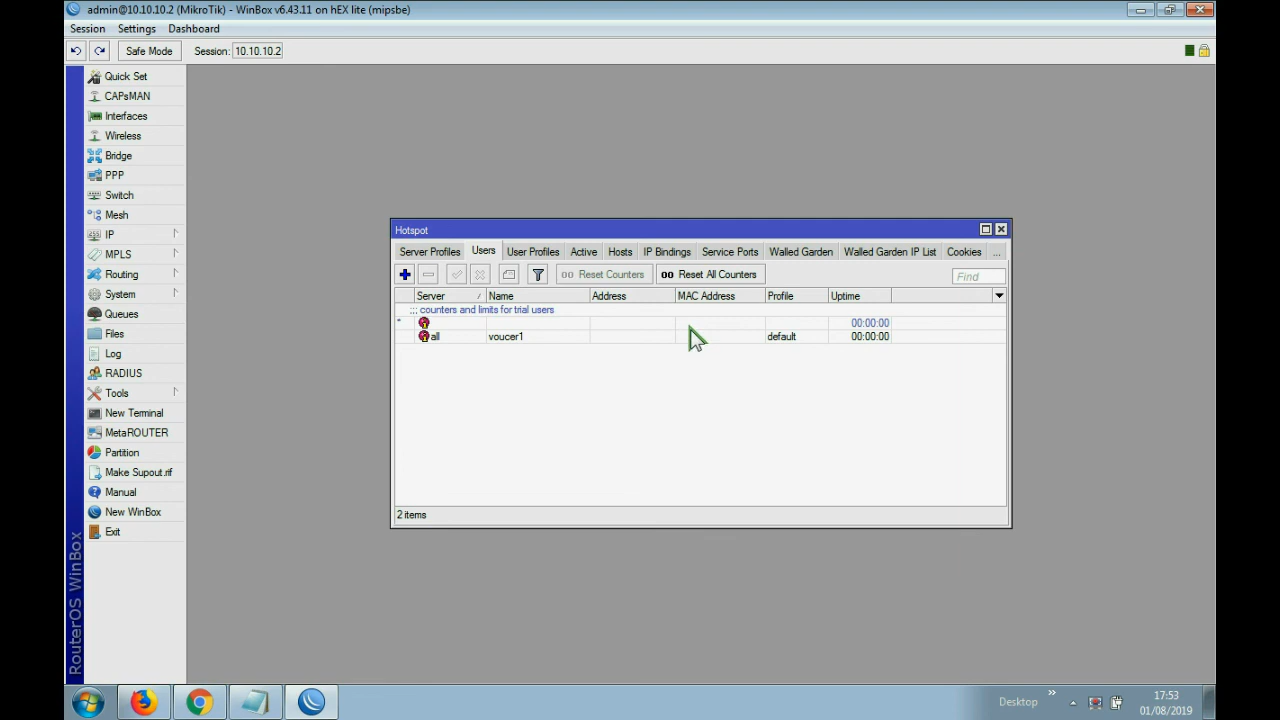 admin@10.10.10.2 (MikroTik) - WinBox v6.43.11 on hEX lite (mipsbe)
Session Settings Dashboard
Safe Mode Session: 10.10.10.2
Quick Set
CAPsMAN
Interfaces
Wireless
Bridge
PPP
Switch
Mesh
IP
MPLS
Routing
System
Queues
Files
Log
RADIUS
Tools
New Terminal
MetaROUTER
Partition
Make Supout.rif
Manual
New WinBox
Exit
RouterOS WinBox
Hotspot
Server Profiles Users User Profiles Active Hosts IP Bindings Service Ports Walled Garden Walled Garden IP List Cookies ...
00 Reset Counters 00 Reset All Counters Find
Server Name Address MAC Address Profile Uptime
;;; counters and limits for trial users
* 00:00:00
all voucer1 default 00:00:00
2 items
Desktop » 17:53
01/08/2019